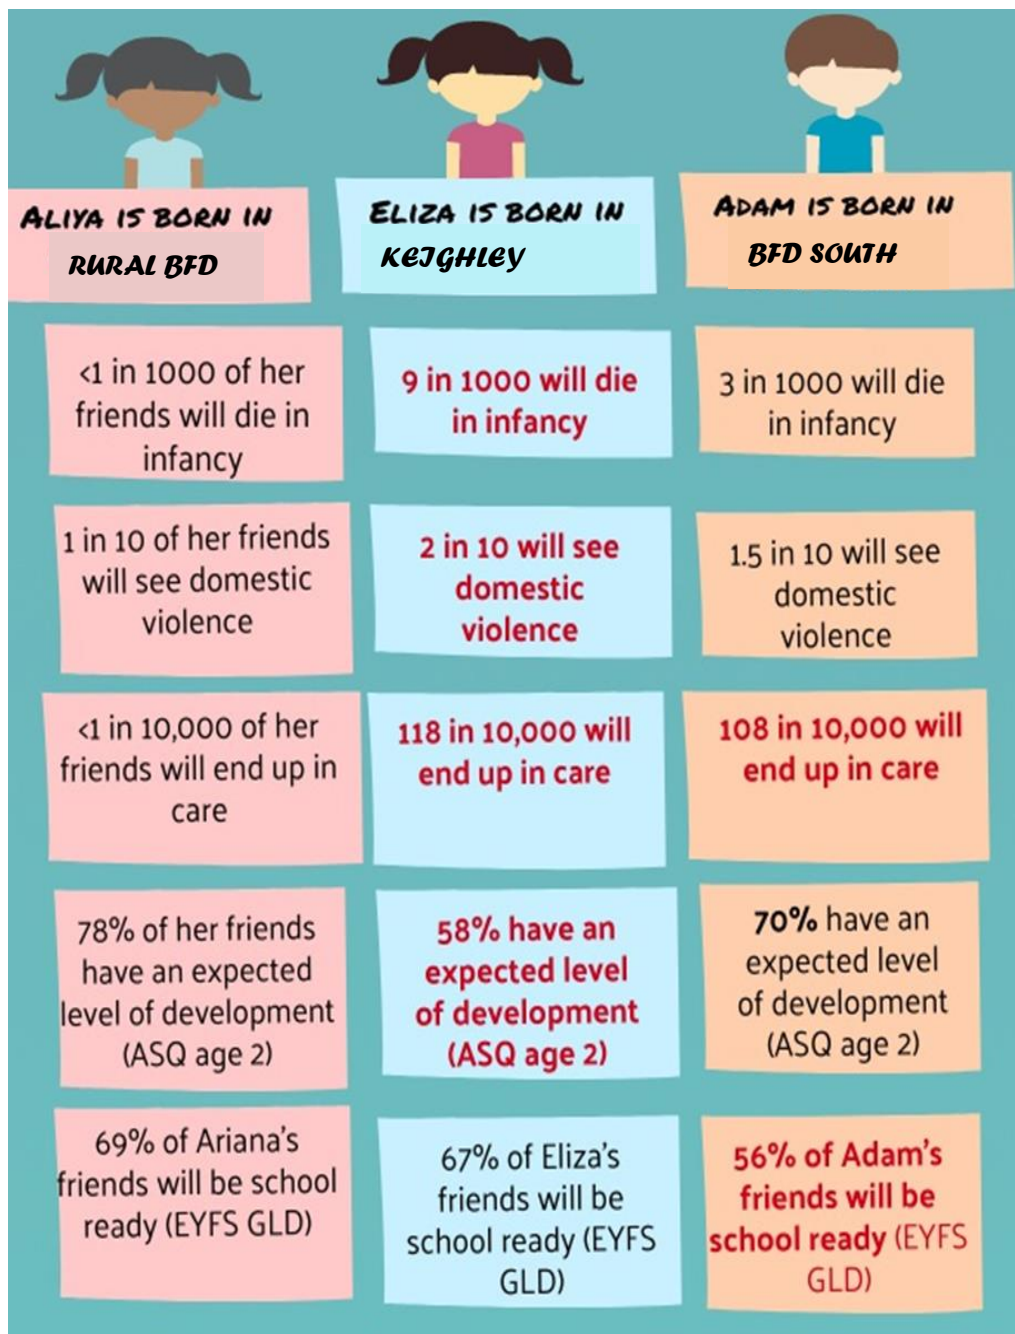 ALIYA IS BORN IN
RURAL BFD
<1 in 1000 of her
friends will die in
infancy
1 in 10 of her friends
will see domestic
violence
<1 in 10,000 of her
friends will end up in
care
78% of her friends
have an expected
level of development
(ASQ age 2)
69% of Ariana's
friends will be school
ready (EYFS GLD)
ELIZA IS BORN IN
KEIGHLEY
9 in 1000 will die
in infancy
2 in 10 will see
domestic
violence
118 in 10,000 will
end up in care
58% have an
expected level
of development
(ASQ age 2)
67% of Eliza's
friends will be
school ready (EYFS
GLD)
ADAM IS BORN IN
BFD SOUTH
3 in 1000 will die
in infancy
1.5 in 10 will see
domestic
violence
108 in 10,000 will
end up in care
70% have an
expected level
of development
(ASQ age 2)
56% of Adam's
friends will be
school ready (EYFS
GLD)